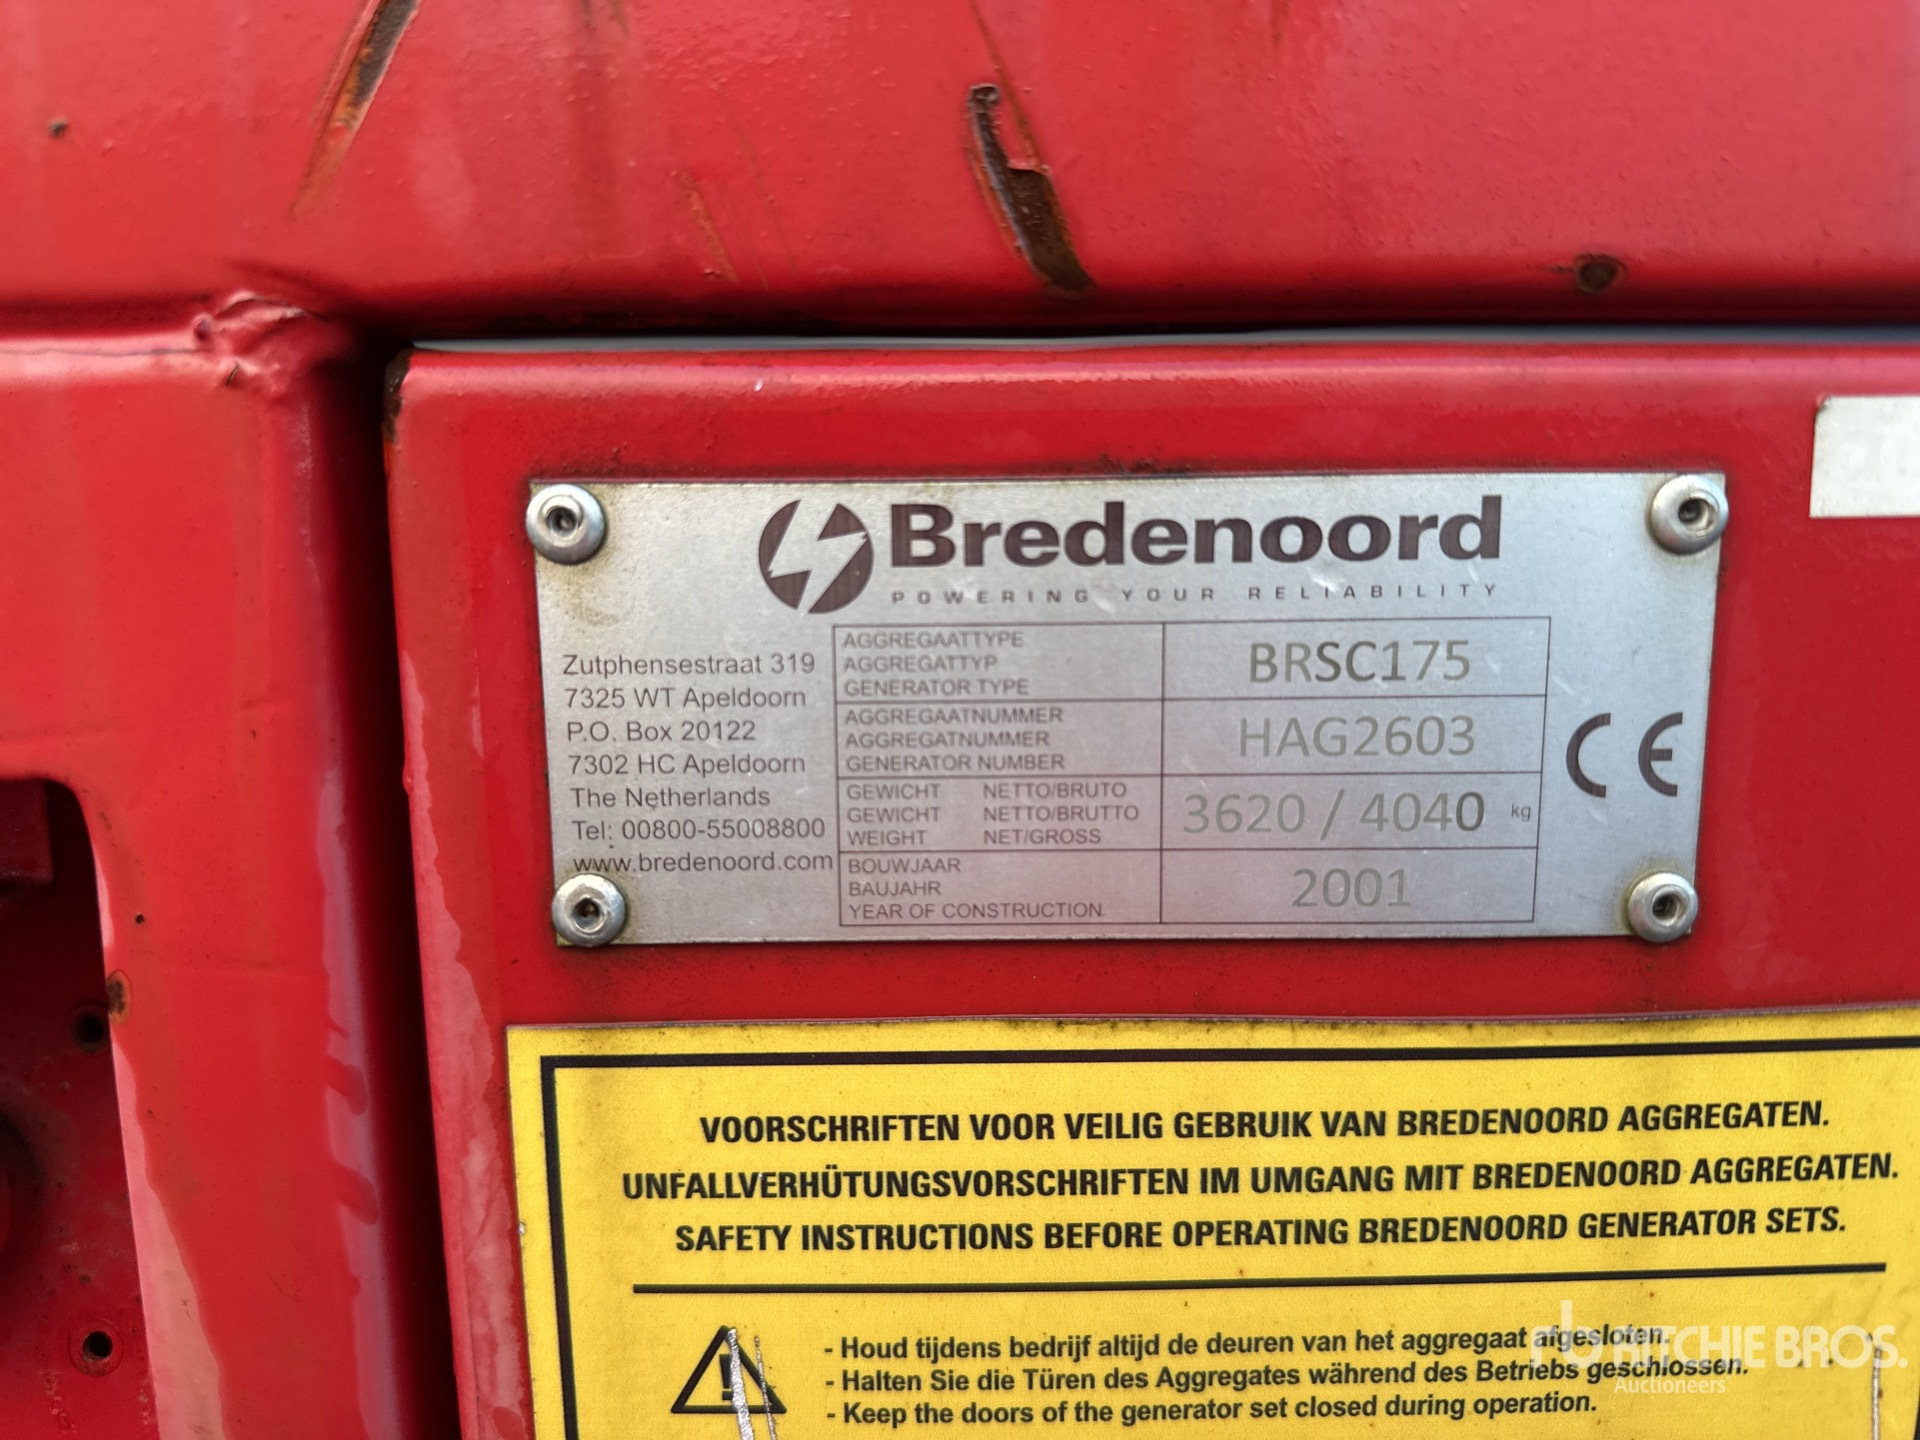 Bredenoord
POWERING YOUR RELIABILITY
Zutphensestraat 319
7325 WT Apeldoorn
P.O. Box 20122
7302 HC Apeldoorn
The Netherlands
Tel: 00800-55008800
www.bredenoord.com
AGGREGAATTYPE
AGGREGATTYP
GENERATOR TYPE
BRSC175
AGGREGAATNUMMER
AGGREGATNUMMER
GENERATOR NUMBER
HAG2603
GEWICHT NETTO/BRUTO
GEWICHT NETTO/BRUTTO
WEIGHT NET/GROSS
3620 / 4040 kg
BOUWJAAR
BAUJAHR
YEAR OF CONSTRUCTION
2001
CE
VOORSCHRIFTEN VOOR VEILIG GEBRUIK VAN BREDENOORD AGGREGATEN.
UNFALLVERHÜTUNGSVORSCHRIFTEN IM UMGANG MIT BREDENOORD AGGREGATEN.
SAFETY INSTRUCTIONS BEFORE OPERATING BREDENOORD GENERATOR SETS.
- Houd tijdens bedrijf altijd de deuren van het aggregaat afgesloten.
- Halten Sie die Türen des Aggregates während des Betriebs geschlossen.
- Keep the doors of the generator set closed during operation.
rb RITCHIE BROS.
Auctioneers